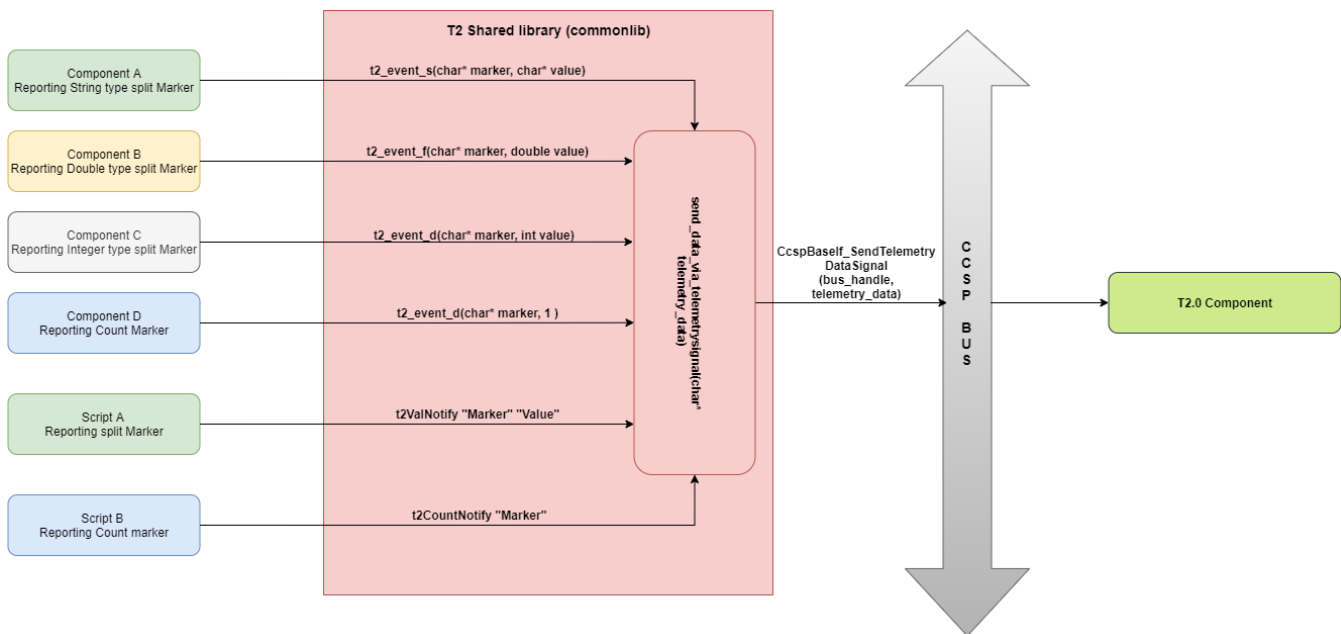 T2 Shared library (commonlib)
Component A
Reporting String type split Marker
t2_event_s(char* marker, char* value)
Component B
Reporting Double type split Marker
t2_event_f(char* marker, double value)
Component C
Reporting Integer type split Marker
t2_event_d(char* marker, int value)
Component D
Reporting Count Marker
t2_event_d(char* marker, 1 )
Script A
Reporting split Marker
t2ValNotify "Marker" "Value"
Script B
Reporting Count marker
t2CountNotify "Marker"
send_data_via_telemetrysignal(char*
telemetry_data)
CcspBaseIf_SendTelemetry
DataSignal
(bus_handle,
telemetry_data)
C
C
S
P
B
U
S
T2.0 Component